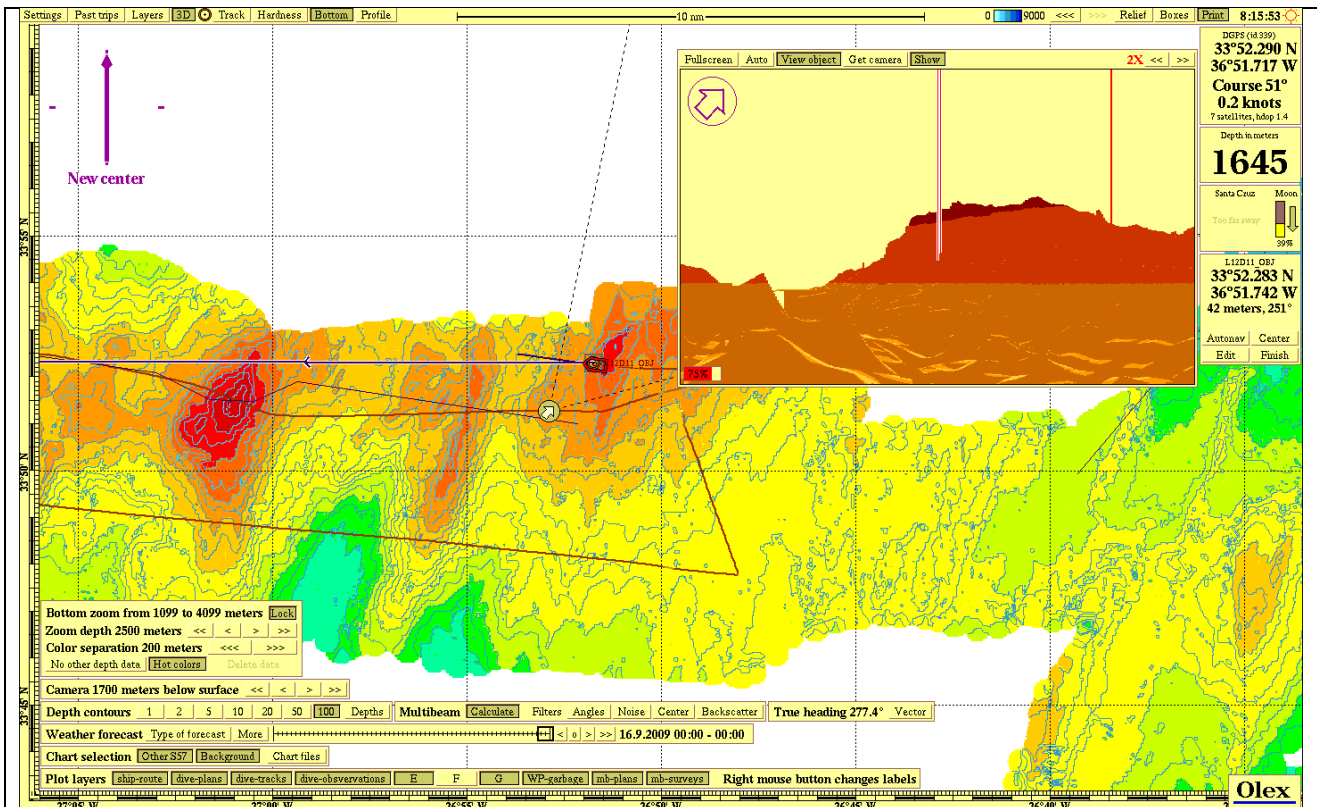 Settings Past trips Layers 3D Track Hardness Bottom Profile 10 nm 0 9000 <<< >>> Relief Boxes Print 8:15:53
DGPS (id 339)
33°52.290 N
36°51.717 W
Course 51°
0.2 knots
7 satellites, hdop 1.4
Depth in meters
1645
Santa Cruz Moon
Too far away
39%
L12D11_OBJ
33°52.283 N
36°51.742 W
42 meters, 251°
Autonav Center
Edit Finish
Fullscreen Auto View object Get camera Show 2X << >>
75%
New center
33°55' N
L12D11_OBJ
33°50' N
33°45' N
Bottom zoom from 1099 to 4099 meters Lock
Zoom depth 2500 meters << < > >>
Color separation 200 meters <<< >>>
No other depth data Hot colors Delete data
Camera 1700 meters below surface << < > >>
Depth contours 1 2 5 10 20 50 100 Depths Multibeam Calculate Filters Angles Noise Center Backscatter True heading 277.4° Vector
Weather forecast Type of forecast More < 0 > >> 16.9.2009 00:00 - 00:00
Chart selection Other S57 Background Chart files
Plot layers ship-route dive-plans dive-tracks dive-obsvervations E F G WP-garbage mb-plans mb-surveys Right mouse button changes labels
Olex